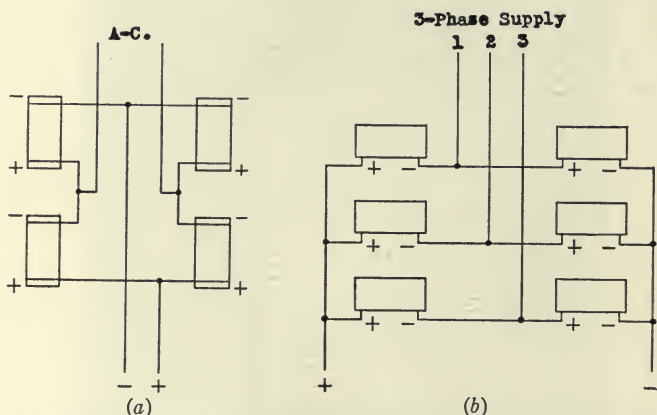 A-C.
3-Phase Supply
1 2 3
- -
+ +
- -
+ +
- +
(a)
+ - + -
+ - + -
+ - + -
+ -
(b)